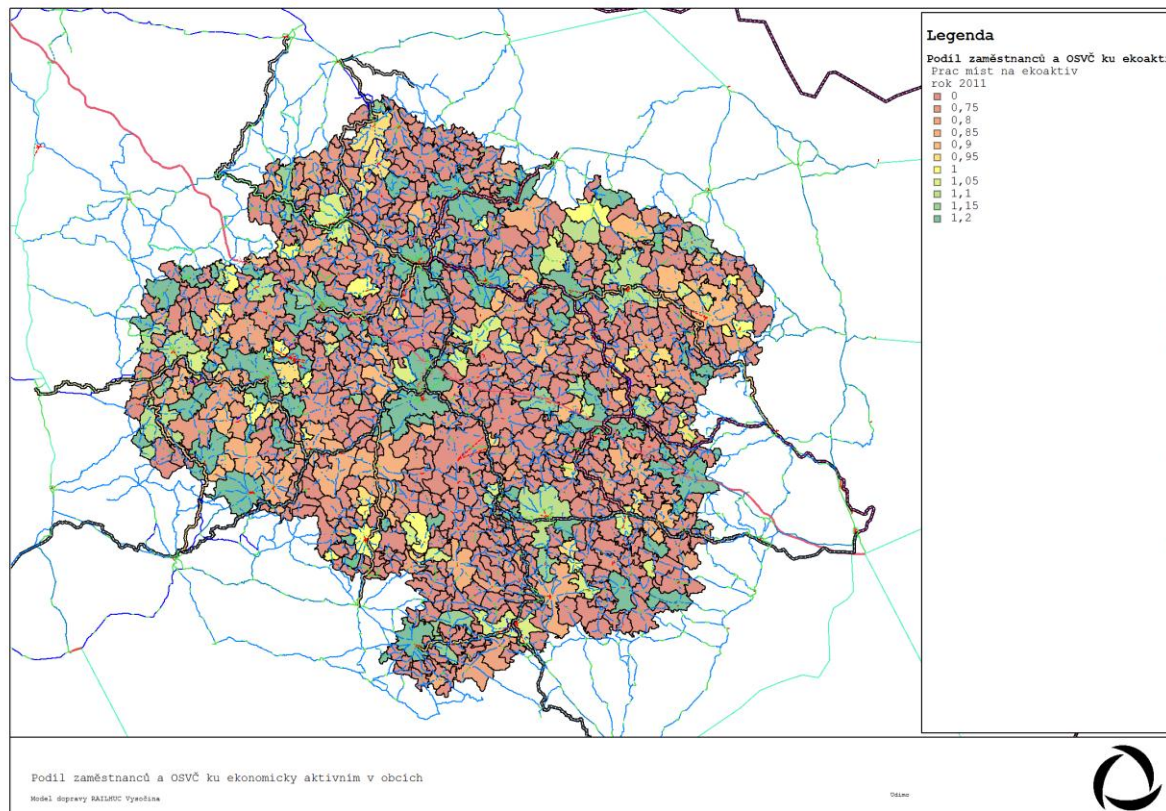 Legenda
Podíl zaměstnanců a OSVČ ku ekoakti
Prac míst na ekoaktiv
rok 2011
0
0,75
0,8
0,85
0,9
0,95
1
1,05
1,1
1,15
1,2
Podíl zaměstnanců a OSVČ ku ekonomicky aktivním v obcích
Model dopravy RAILHUC Vysočina
Udimo